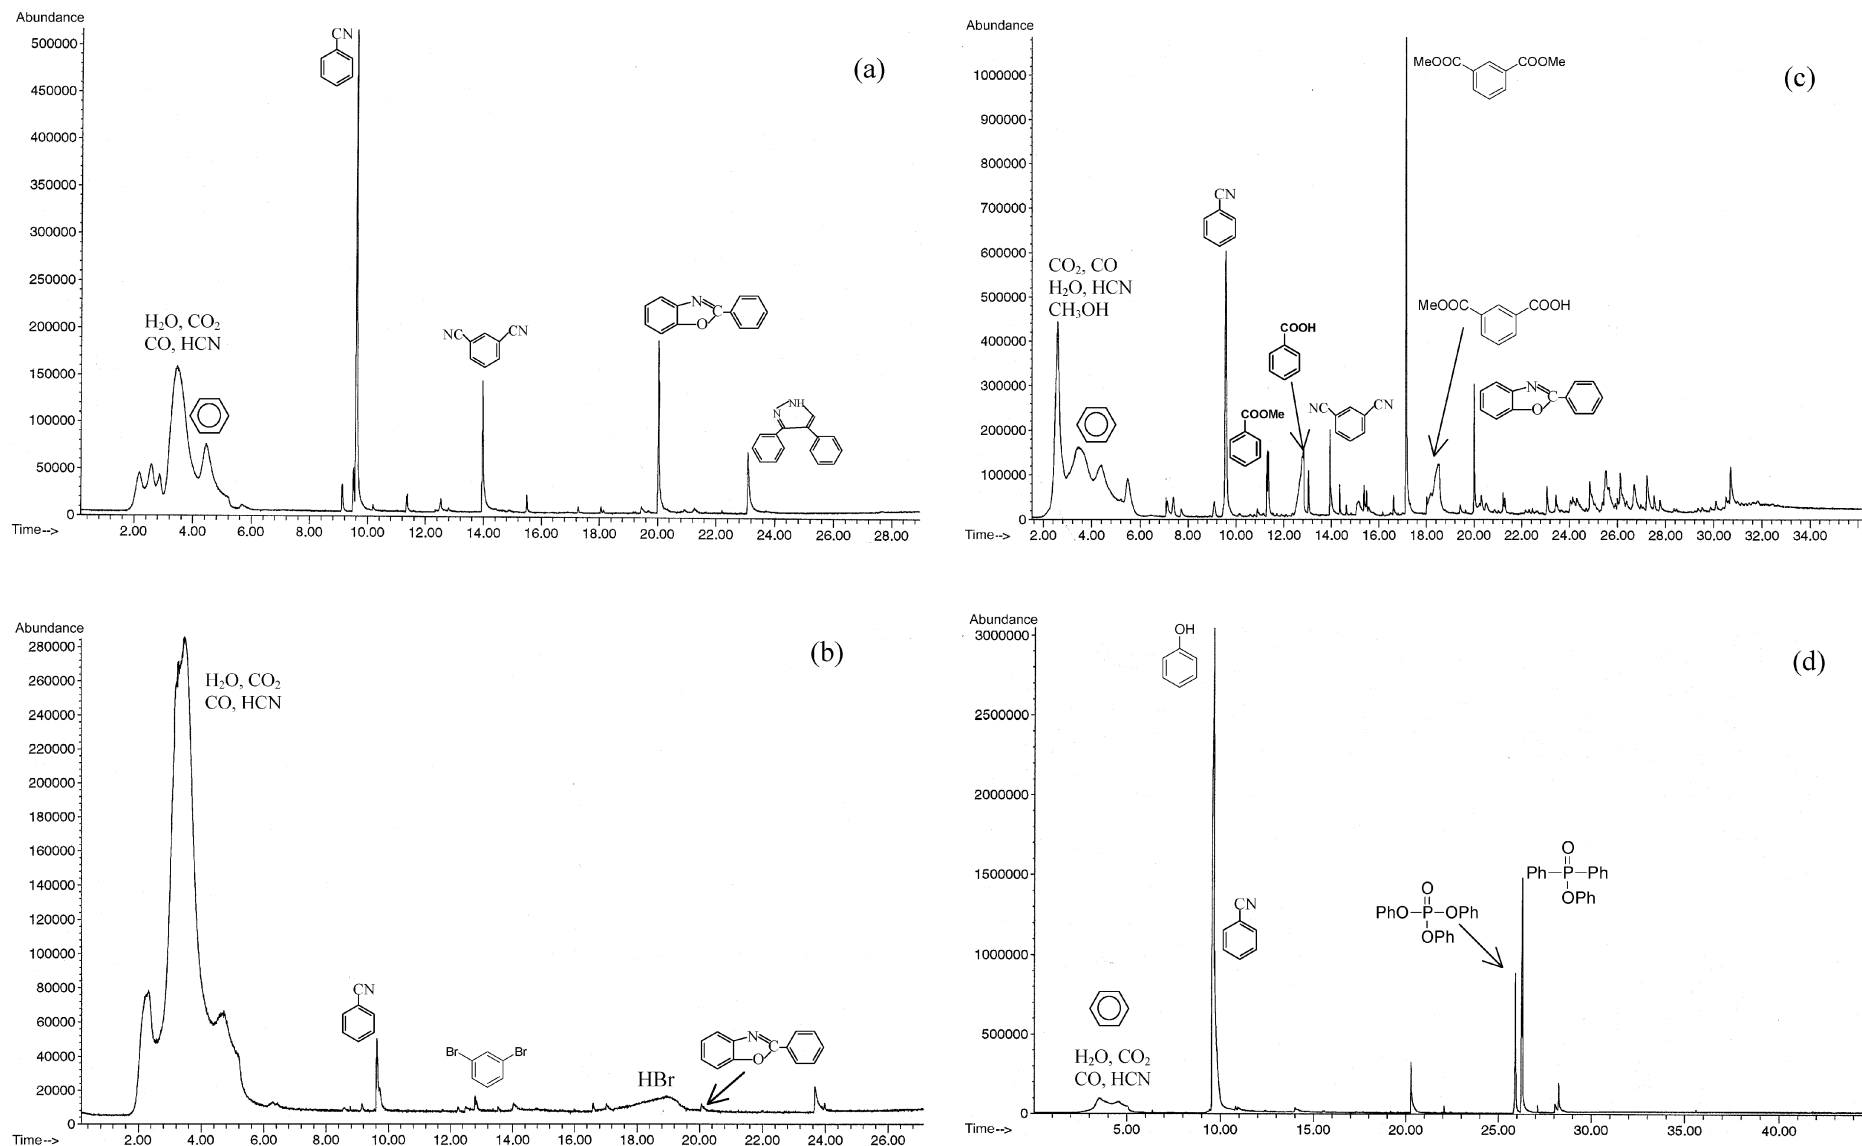 Abundance
500000
450000
400000
350000
300000
250000
200000
150000
100000
50000
0
Time-->
2.00 4.00 6.00 8.00 10.00 12.00 14.00 16.00 18.00 20.00 22.00 24.00 26.00 28.00
(a)
CN
H₂O, CO₂
CO, HCN
NC CN
N C
O
N NH
Abundance
1000000
900000
800000
700000
600000
500000
400000
300000
200000
100000
0
Time-->
2.00 4.00 6.00 8.00 10.00 12.00 14.00 16.00 18.00 20.00 22.00 24.00 26.00 28.00 30.00 32.00 34.00
(c)
MeOOC COOMe
CN
CO₂, CO
H₂O, HCN
CH₃OH
MeOOC COOH
COOH
COOMe
CN CN
N C
O
Abundance
280000
260000
240000
220000
200000
180000
160000
140000
120000
100000
80000
60000
40000
20000
0
Time-->
2.00 4.00 6.00 8.00 10.00 12.00 14.00 16.00 18.00 20.00 22.00 24.00 26.00
(b)
H₂O, CO₂
CO, HCN
CN
Br Br
HBr
N C
O
Abundance
3000000
2500000
2000000
1500000
1000000
500000
0
Time-->
5.00 10.00 15.00 20.00 25.00 30.00 35.00 40.00
(d)
OH
CN
O
PhO P OPh
OPh
O
Ph P Ph
OPh
H₂O, CO₂
CO, HCN